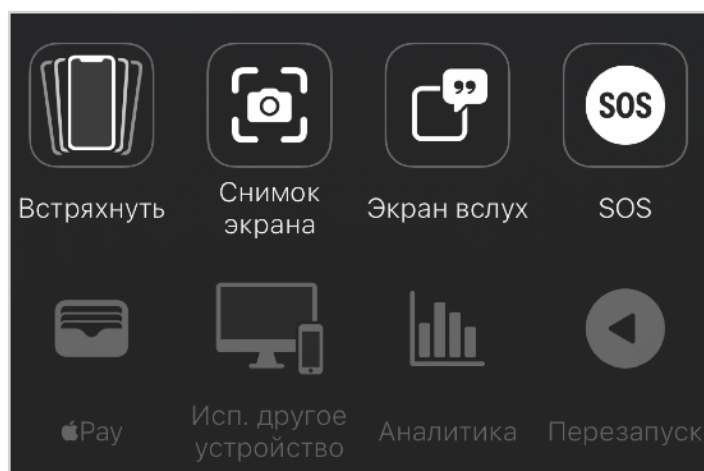 SOS
Встряхнуть
Снимок
экрана
Экран вслух
SOS
Pay
Исп. другое
устройство
Аналитика
Перезапуск